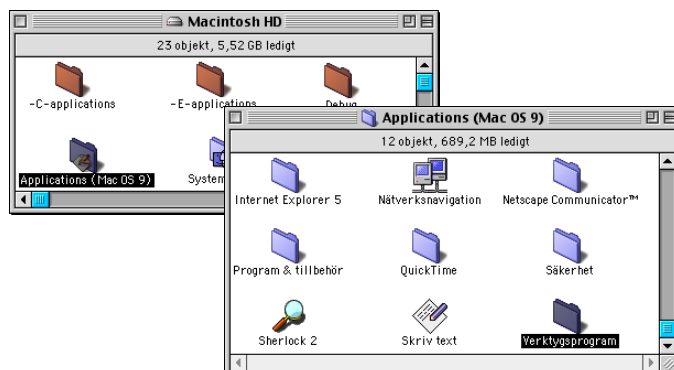 Macintosh HD
23 objekt, 5,52 GB ledigt
-C-applications
-E-applications
Debug
Applications (Mac OS 9)
System
Applications (Mac OS 9)
12 objekt, 689,2 MB ledigt
Internet Explorer 5
Nätverksnavigation
Netscape Communicator™
Program & tillbehör
QuickTime
Säkerhet
Sherlock 2
Skriv text
Verktygsprogram